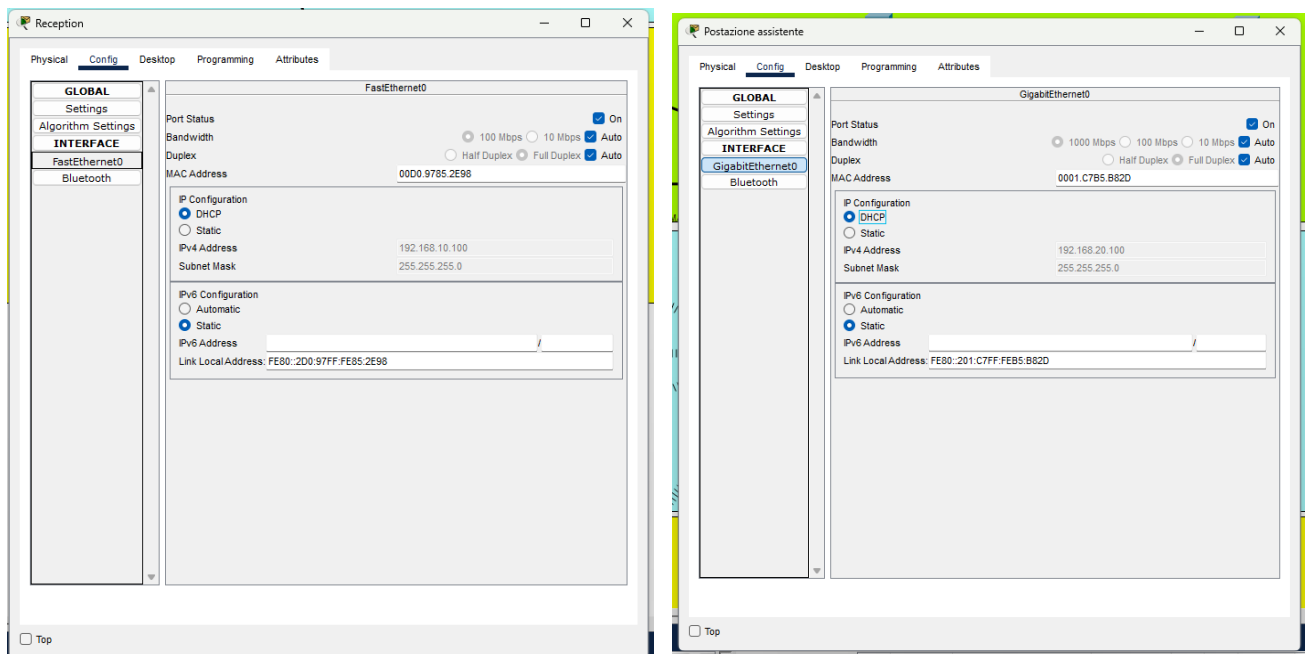 Reception
Physical Config Desktop Programming Attributes
GLOBAL
Settings
Algorithm Settings
INTERFACE
FastEthernet0
Bluetooth
FastEthernet0
Port Status On
Bandwidth 100 Mbps 10 Mbps Auto
Duplex Half Duplex Full Duplex Auto
MAC Address 00D0.9785.2E98
IP Configuration
DHCP
Static
IPv4 Address 192.168.10.100
Subnet Mask 255.255.255.0
IPv6 Configuration
Automatic
Static
IPv6 Address /
Link Local Address: FE80::2D0:97FF:FE85:2E98
Top
Postazione assistente
Physical Config Desktop Programming Attributes
GLOBAL
Settings
Algorithm Settings
INTERFACE
GigabitEthernet0
Bluetooth
GigabitEthernet0
Port Status On
Bandwidth 1000 Mbps 100 Mbps 10 Mbps Auto
Duplex Half Duplex Full Duplex Auto
MAC Address 0001.C7B5.B82D
IP Configuration
DHCP
Static
IPv4 Address 192.168.20.100
Subnet Mask 255.255.255.0
IPv6 Configuration
Automatic
Static
IPv6 Address /
Link Local Address: FE80::201:C7FF:FEB5:B82D
Top